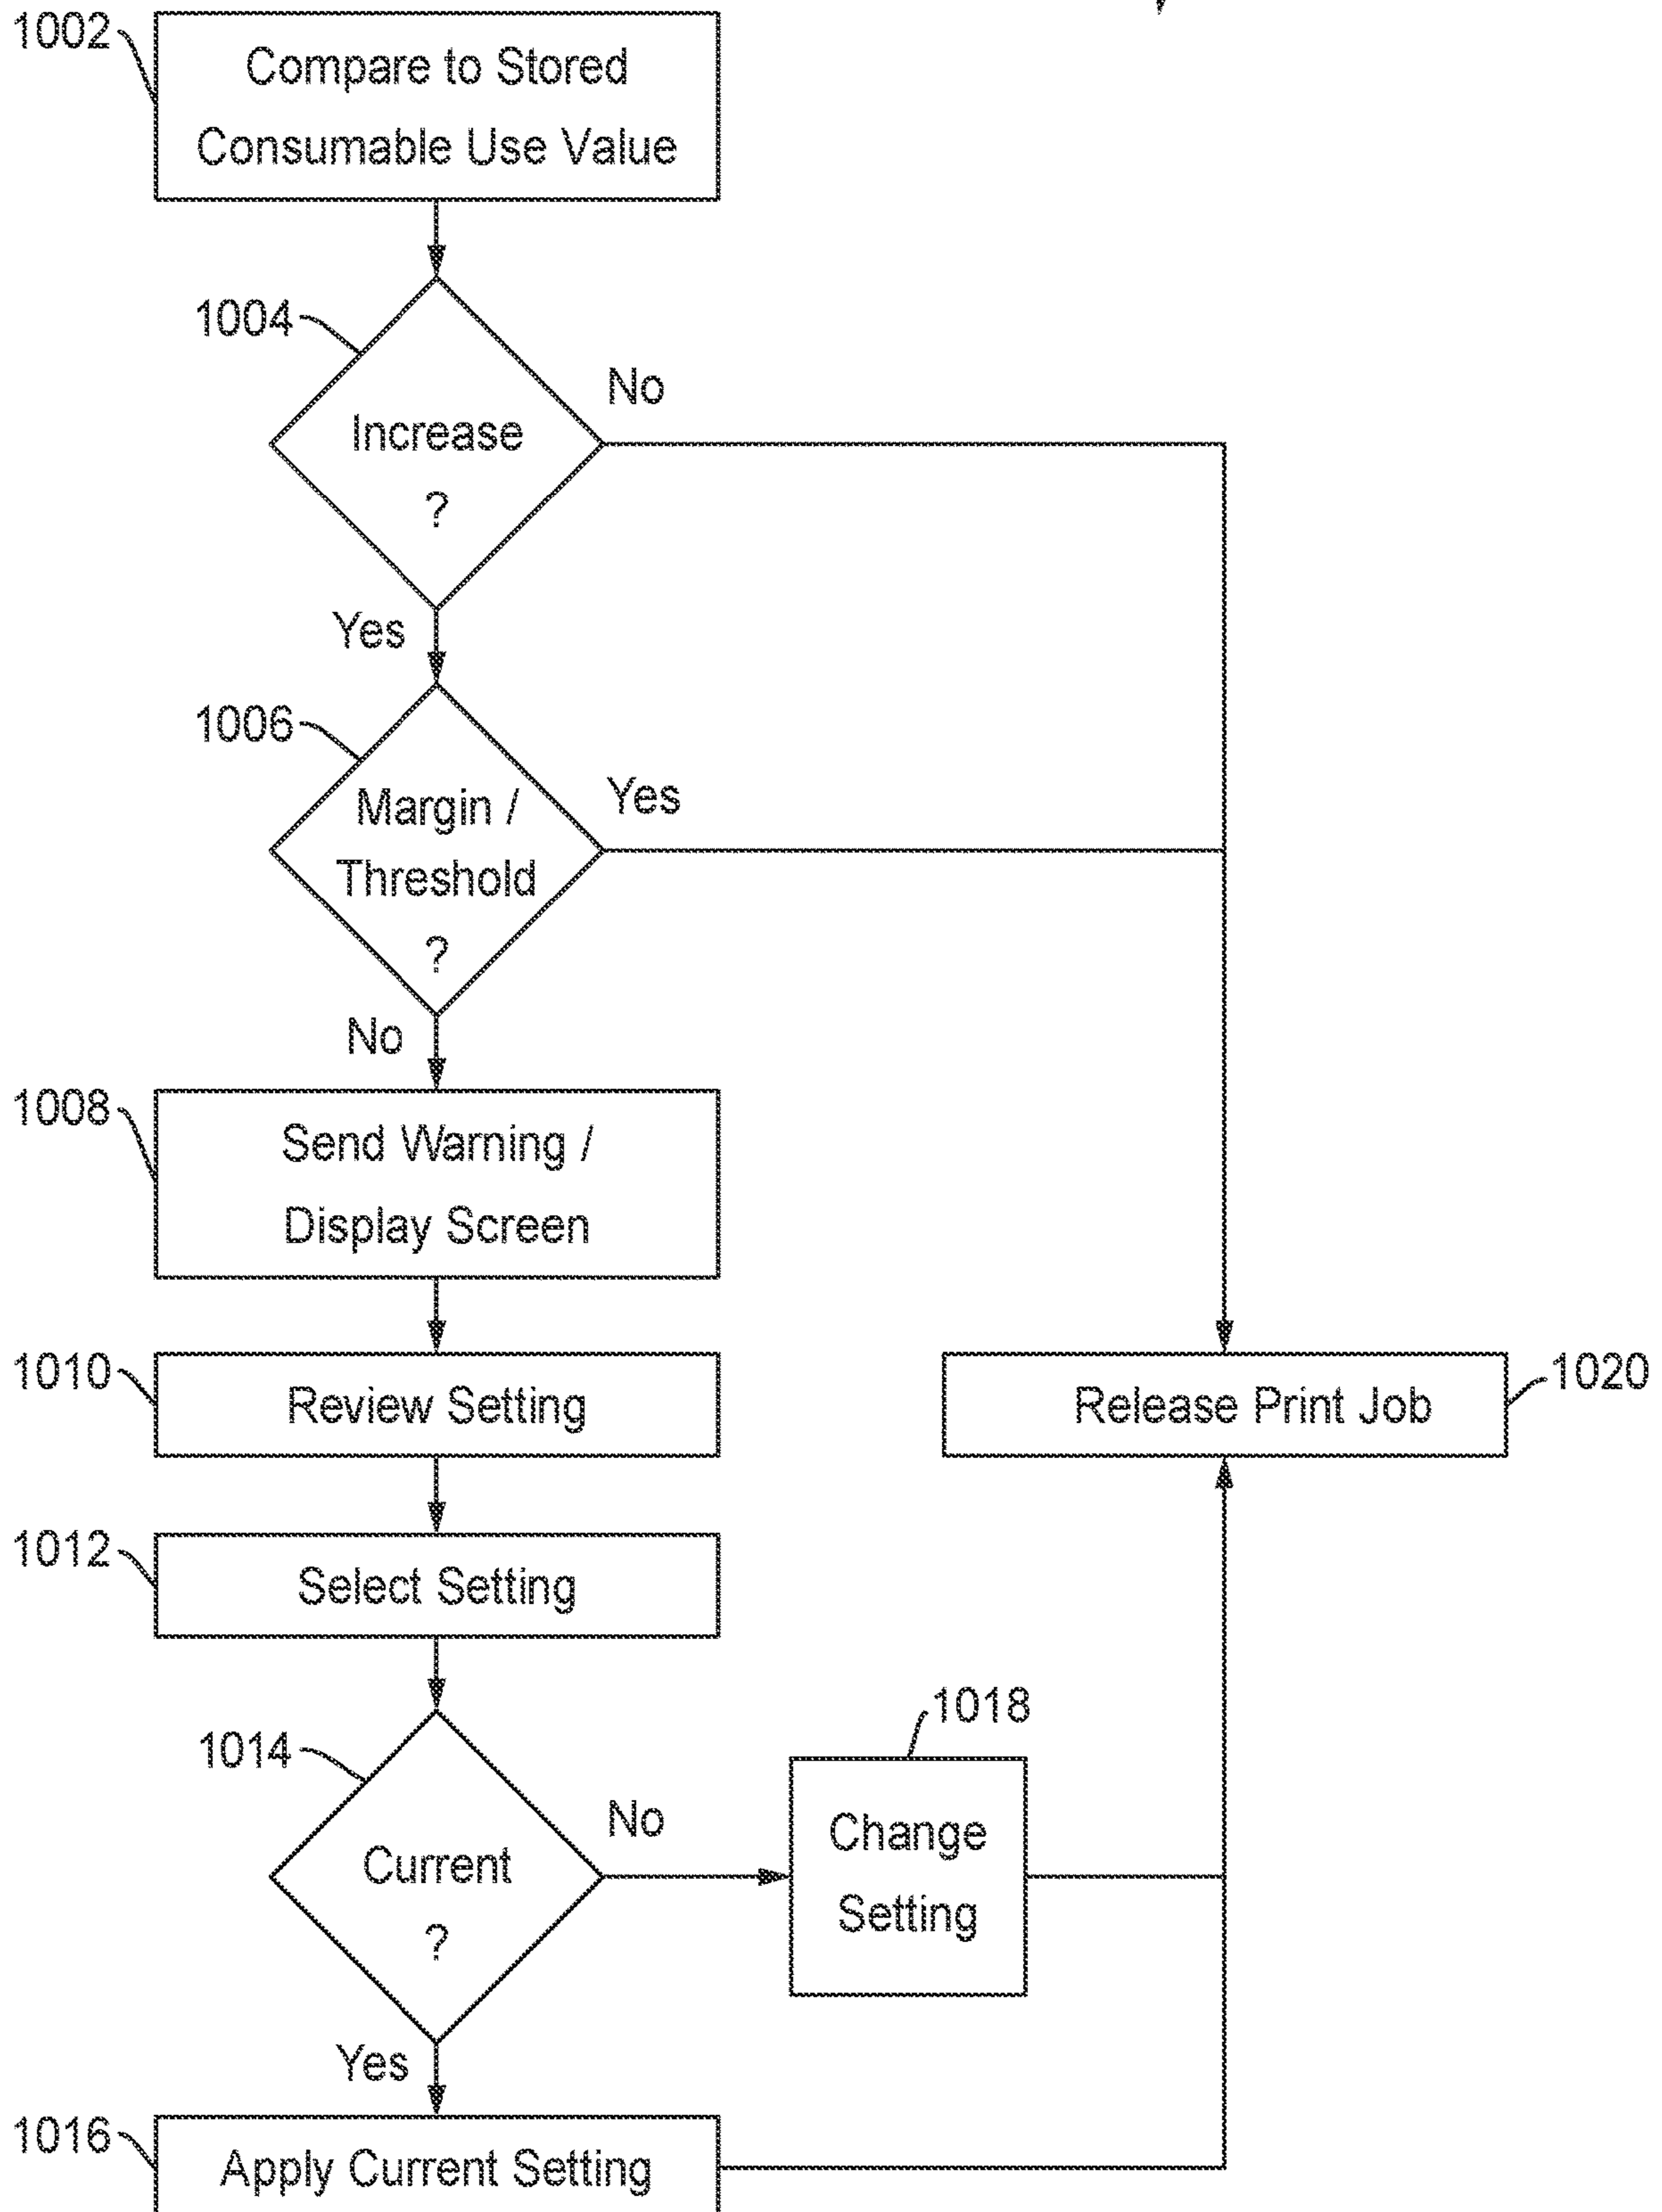 1002
Compare to Stored
Consumable Use Value
1004
No
Increase
?
Yes
1006
Margin /
Yes
Threshold
?
No
1008
Send Warning /
Display Screen
1010
Review Setting
Release Print Job
1020
1012
Select Setting
1018
1014
No
Change
Current
Setting
?
Yes
1016
Apply Current Setting